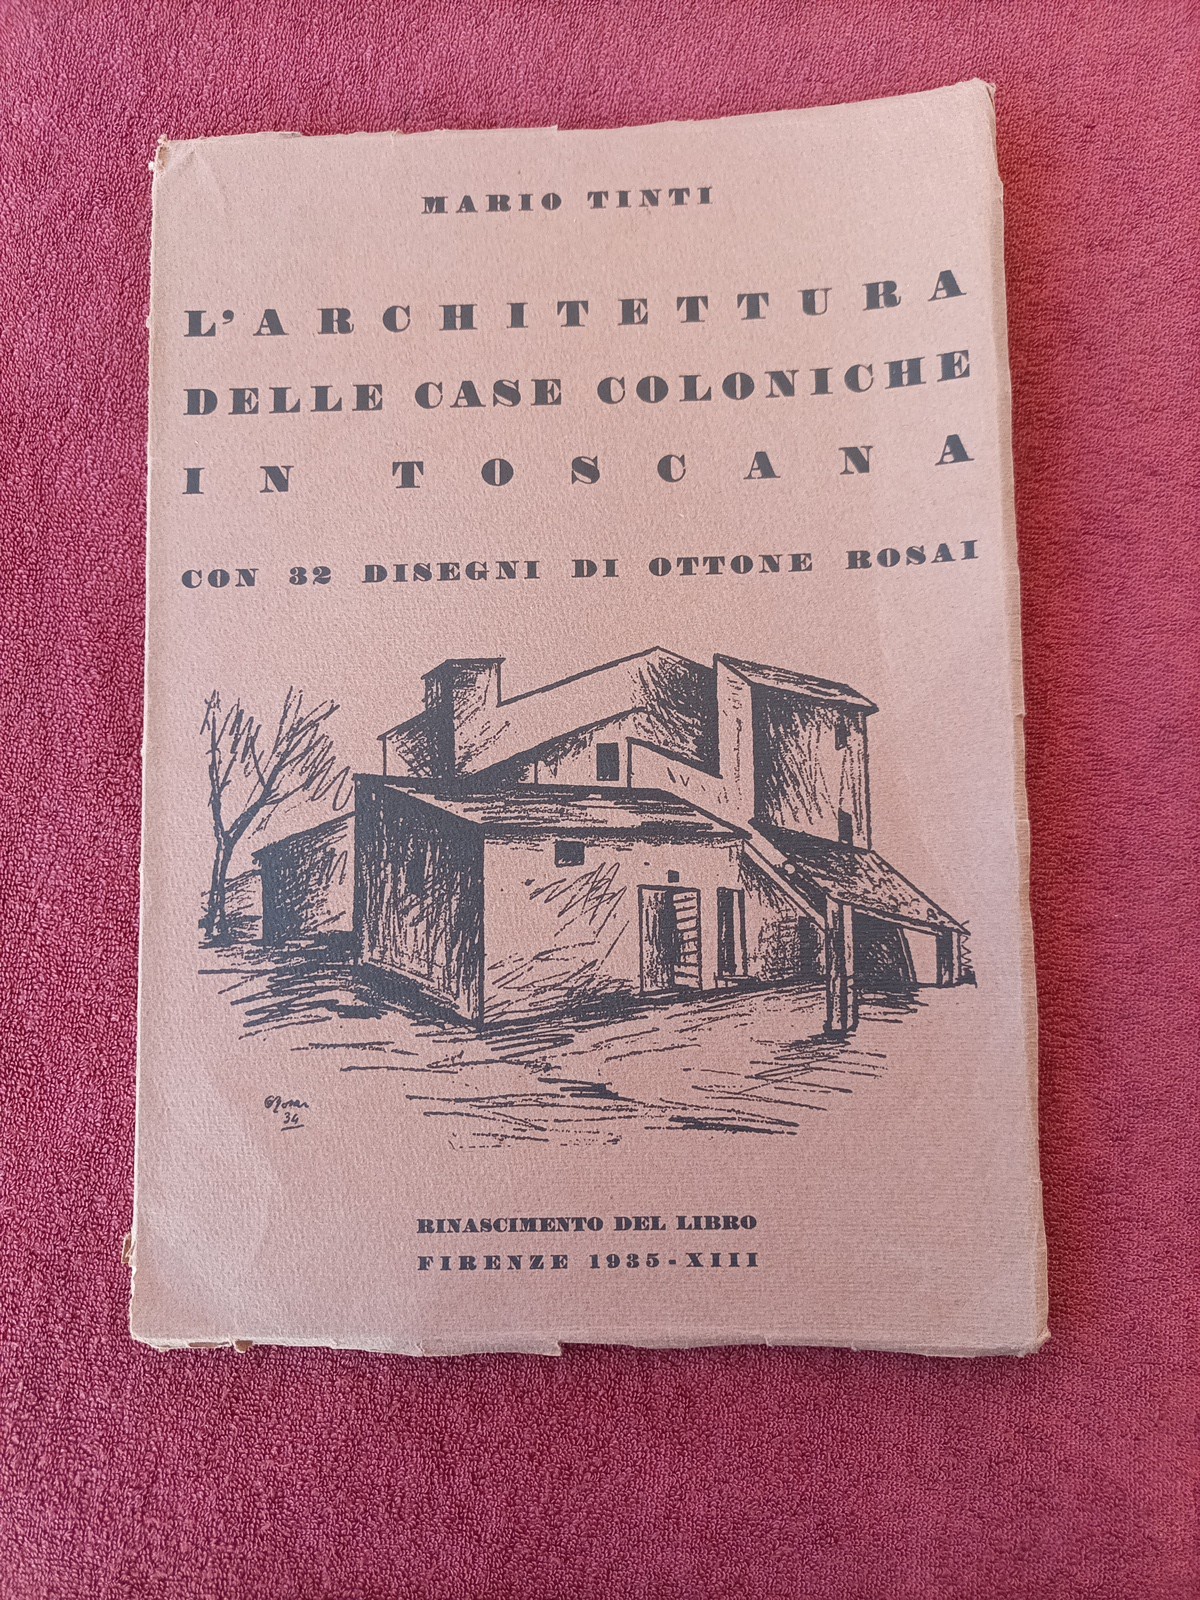 MARIO TINTI
L'ARCHITETTURA
DELLE CASE COLONICHE
IN TOSCANA
CON 32 DISEGNI DI OTTONE ROSAI
O Rosai
34
RINASCIMENTO DEL LIBRO
FIRENZE 1935-XIII